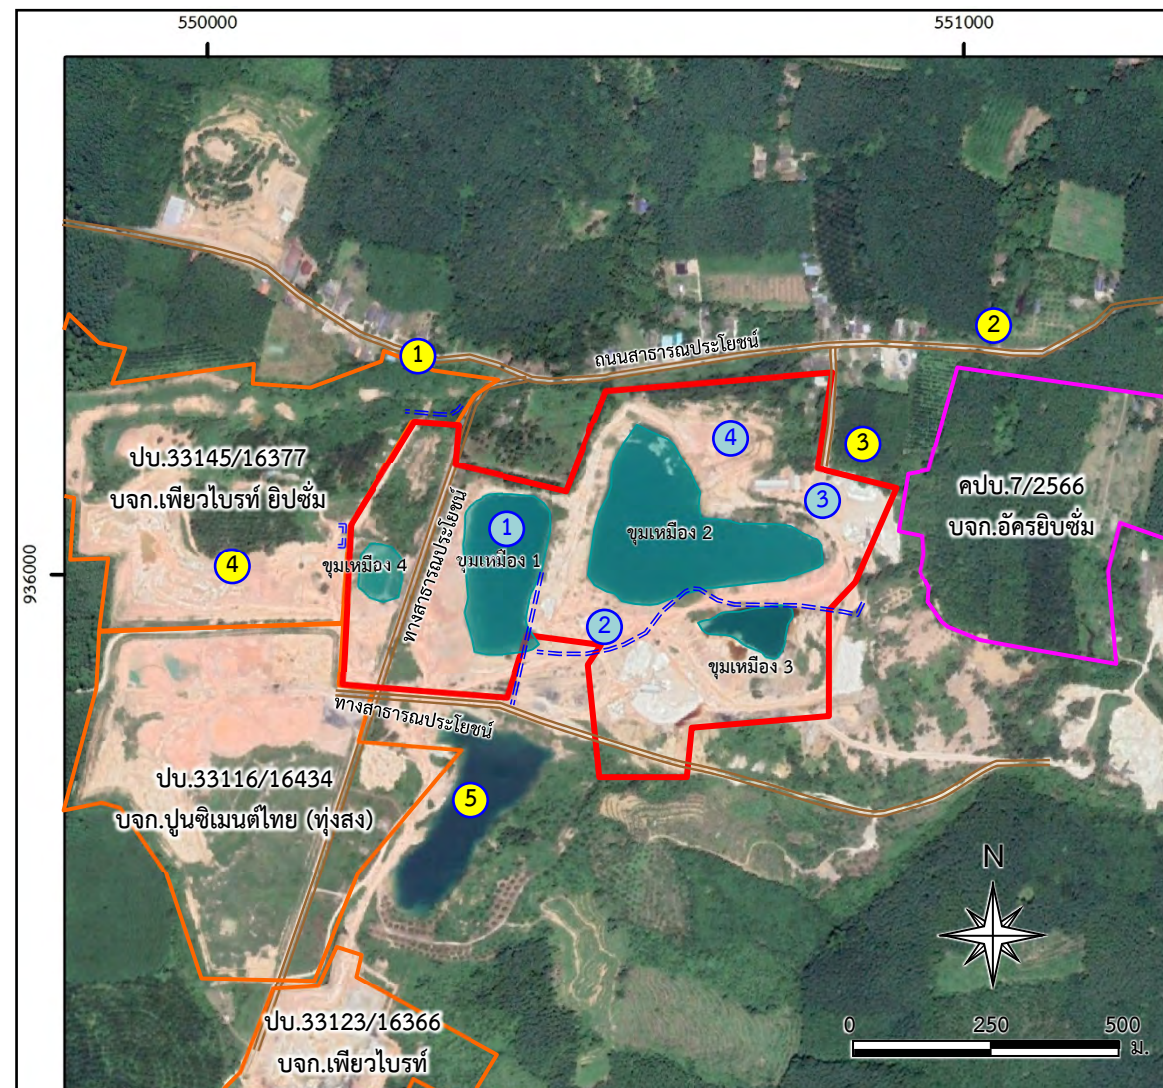 550000
551000
936000
1
2
ถนนสาธารณประโยชน์
3
4
3
ปบ.33145/16377
บจก.เพียวไบรท์ ยิปซั่ม
คปบ.7/2566
บจก.อัครยิบซั่ม
ทางสาธารณประโยชน์
1
ขุมเหมือง 1
ขุมเหมือง 2
4
ขุมเหมือง 4
2
ขุมเหมือง 3
ทางสาธารณประโยชน์
ปบ.33116/16434
บจก.ปูนซิเมนต์ไทย (ทุ่งสง)
5
N
ปบ.33123/16366
บจก.เพียวไบรท์
0 250 500
ม.